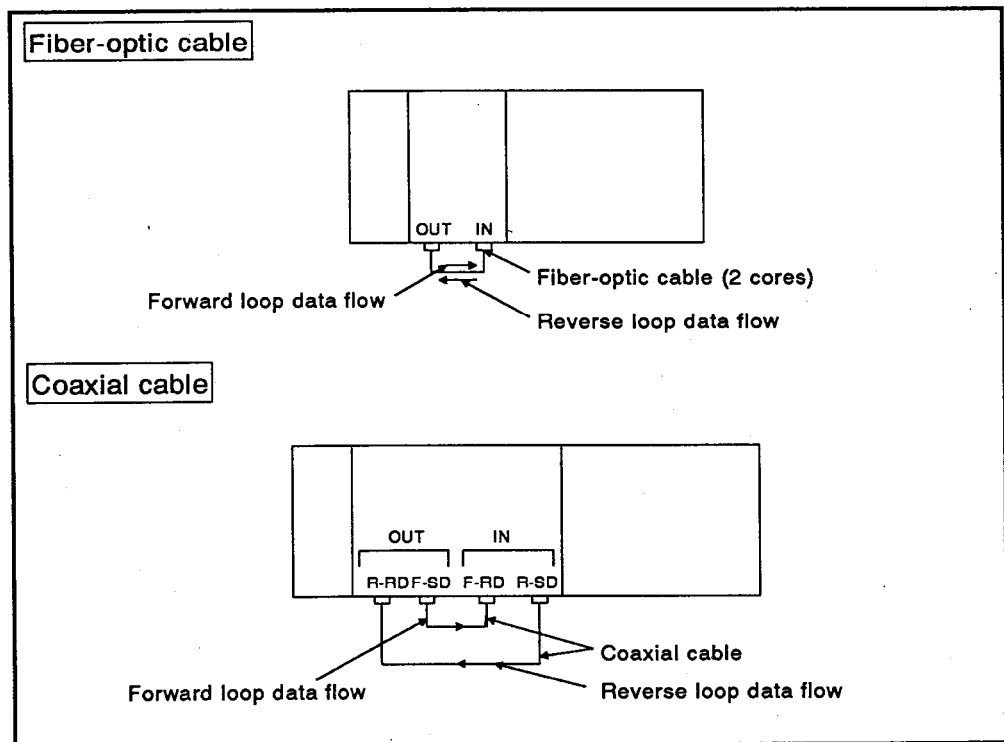 Fiber-optic cable
OUT IN
Fiber-optic cable (2 cores)
Forward loop data flow
Reverse loop data flow
Coaxial cable
OUT IN
R-RD F-SD F-RD R-SD
Coaxial cable
Forward loop data flow
Reverse loop data flow